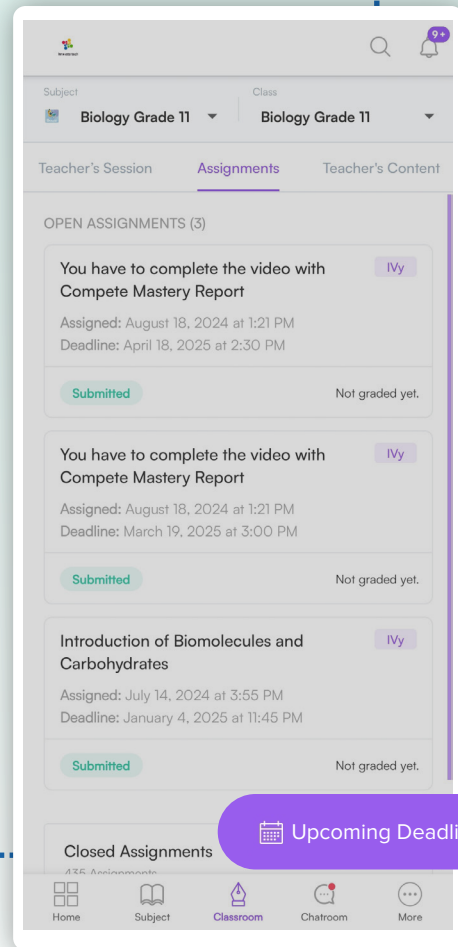 9+
Subject
Class
Biology Grade 11
Biology Grade 11
Teacher's Session
Assignments
Teacher's Content
OPEN ASSIGNMENTS (3)
You have to complete the video with
Compete Mastery Report
IVy
Assigned: August 18, 2024 at 1:21 PM
Deadline: April 18, 2025 at 2:30 PM
Submitted
Not graded yet.
You have to complete the video with
Compete Mastery Report
IVy
Assigned: August 18, 2024 at 1:21 PM
Deadline: March 19, 2025 at 3:00 PM
Submitted
Not graded yet.
Introduction of Biomolecules and
Carbohydrates
IVy
Assigned: July 14, 2024 at 3:55 PM
Deadline: January 4, 2025 at 11:45 PM
Submitted
Not graded yet.
Upcoming Deadli
Closed Assignments
435 Assignments
Home
Subject
Classroom
Chatroom
More